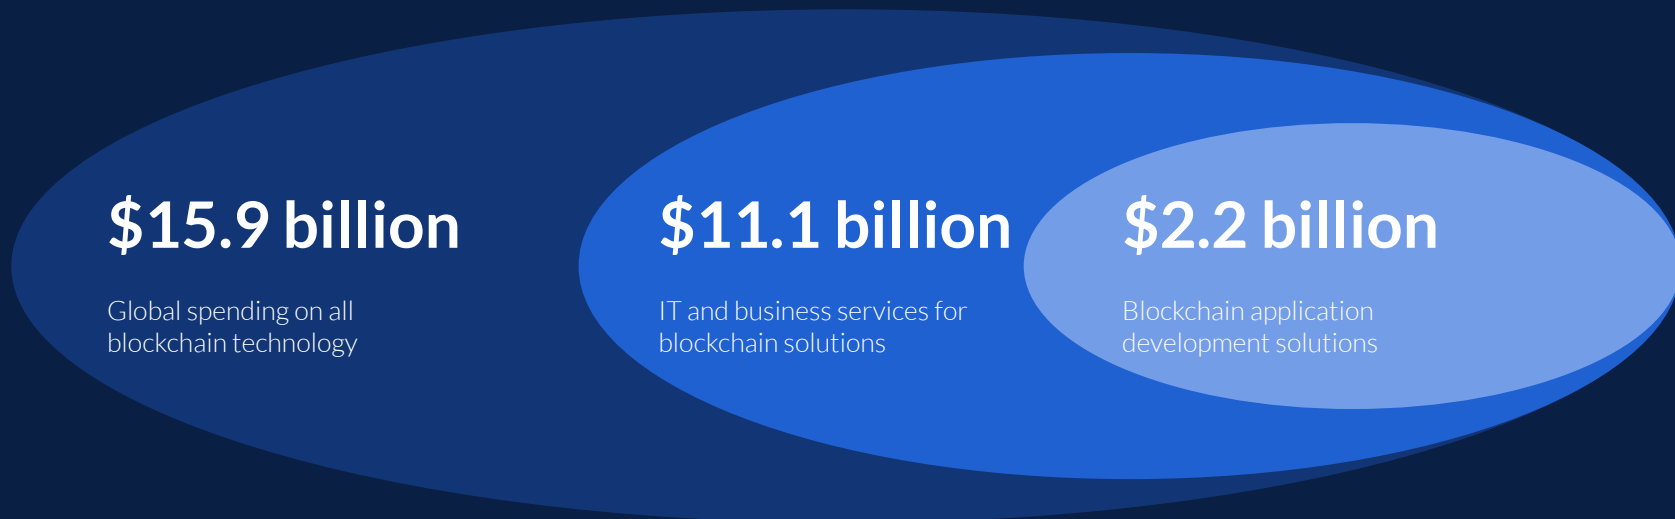 $15.9 billion
Global spending on all
blockchain technology
$11.1 billion
IT and business services for
blockchain solutions
$2.2 billion
Blockchain application
development solutions